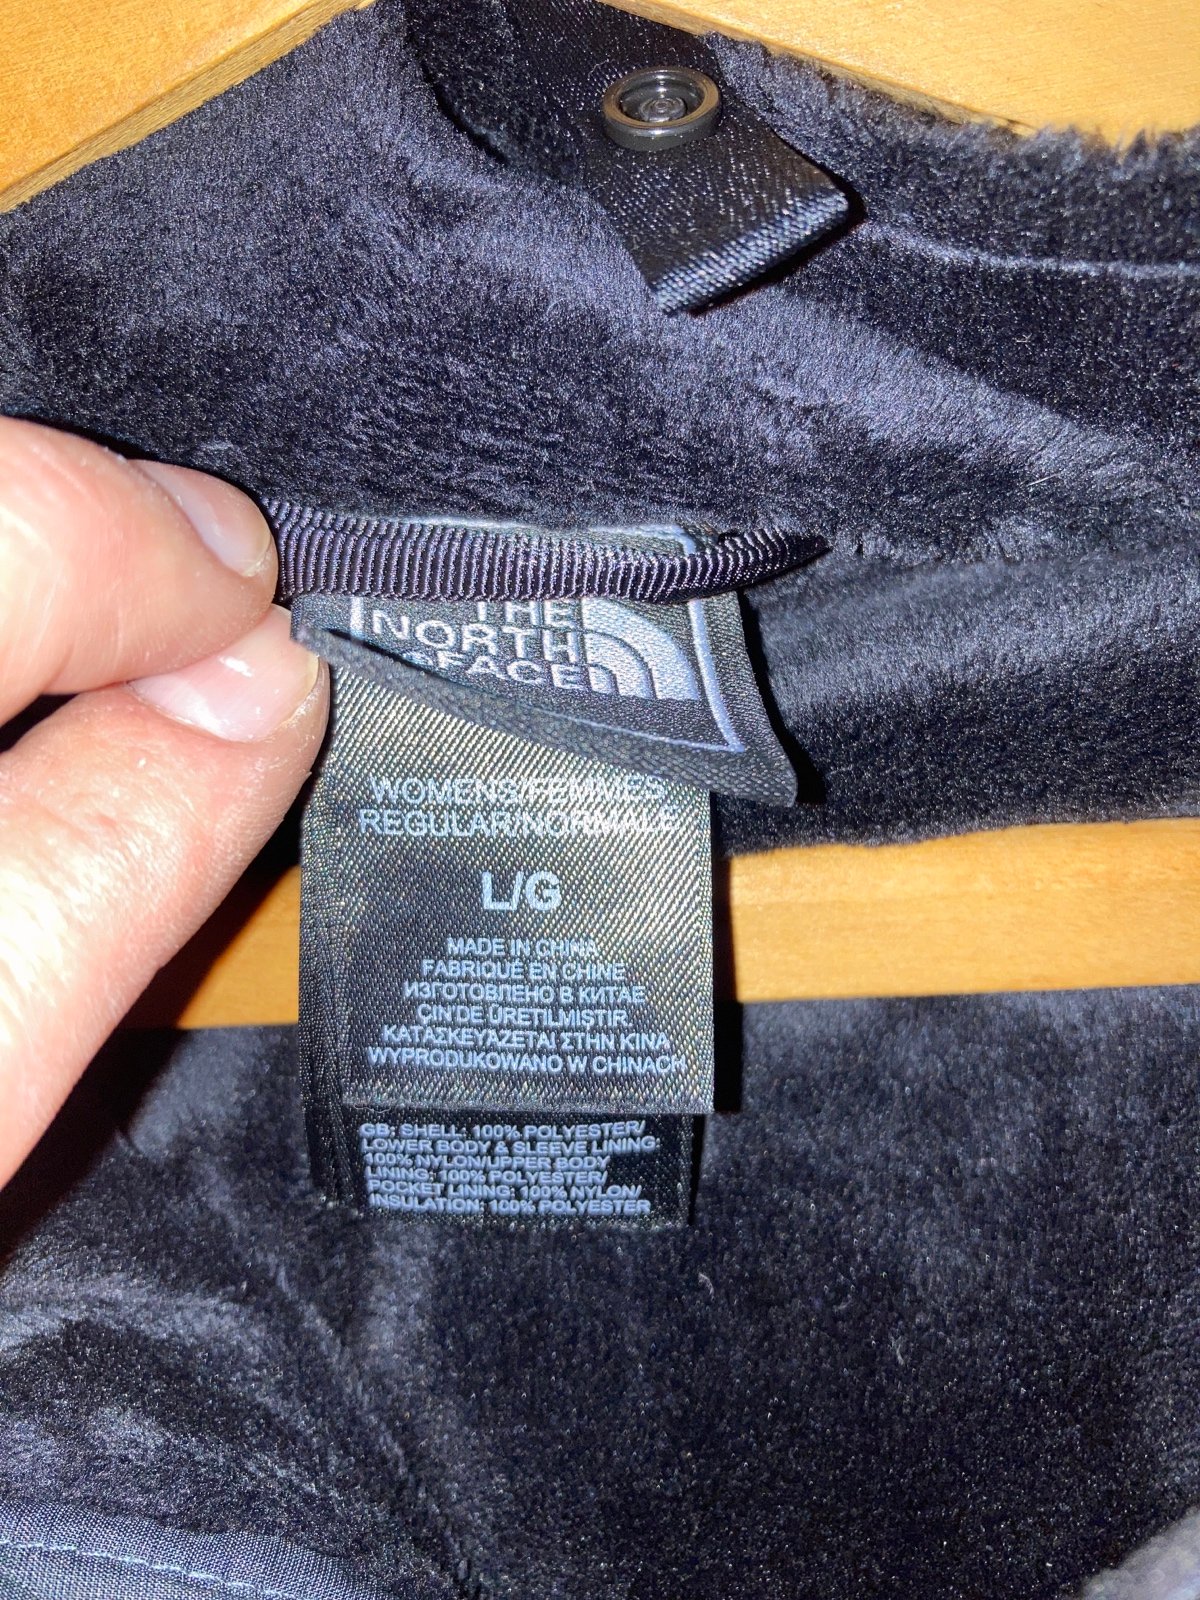 THE
NORTH
FACE
WOMENS/FEMMES
REGULAR/NORMALE
L/G
MADE IN CHINA
FABRIQUÉ EN CHINE
ИЗГОТОВЛЕНО В КИТАЕ
ÇIN'DE ÜRETILMISTIR
ΚΑΤΑΣΚΕΥΑΖΕΤΑΙ ΣΤΗΝ ΚΙΝΑ
WYPRODUKOWANO W CHINACH
GB: SHELL: 100% POLYESTER/
LOWER BODY & SLEEVE LINING:
100% NYLON/UPPER BODY
LINING: 100% POLYESTER/
POCKET LINING: 100% NYLON/
INSULATION: 100% POLYESTER